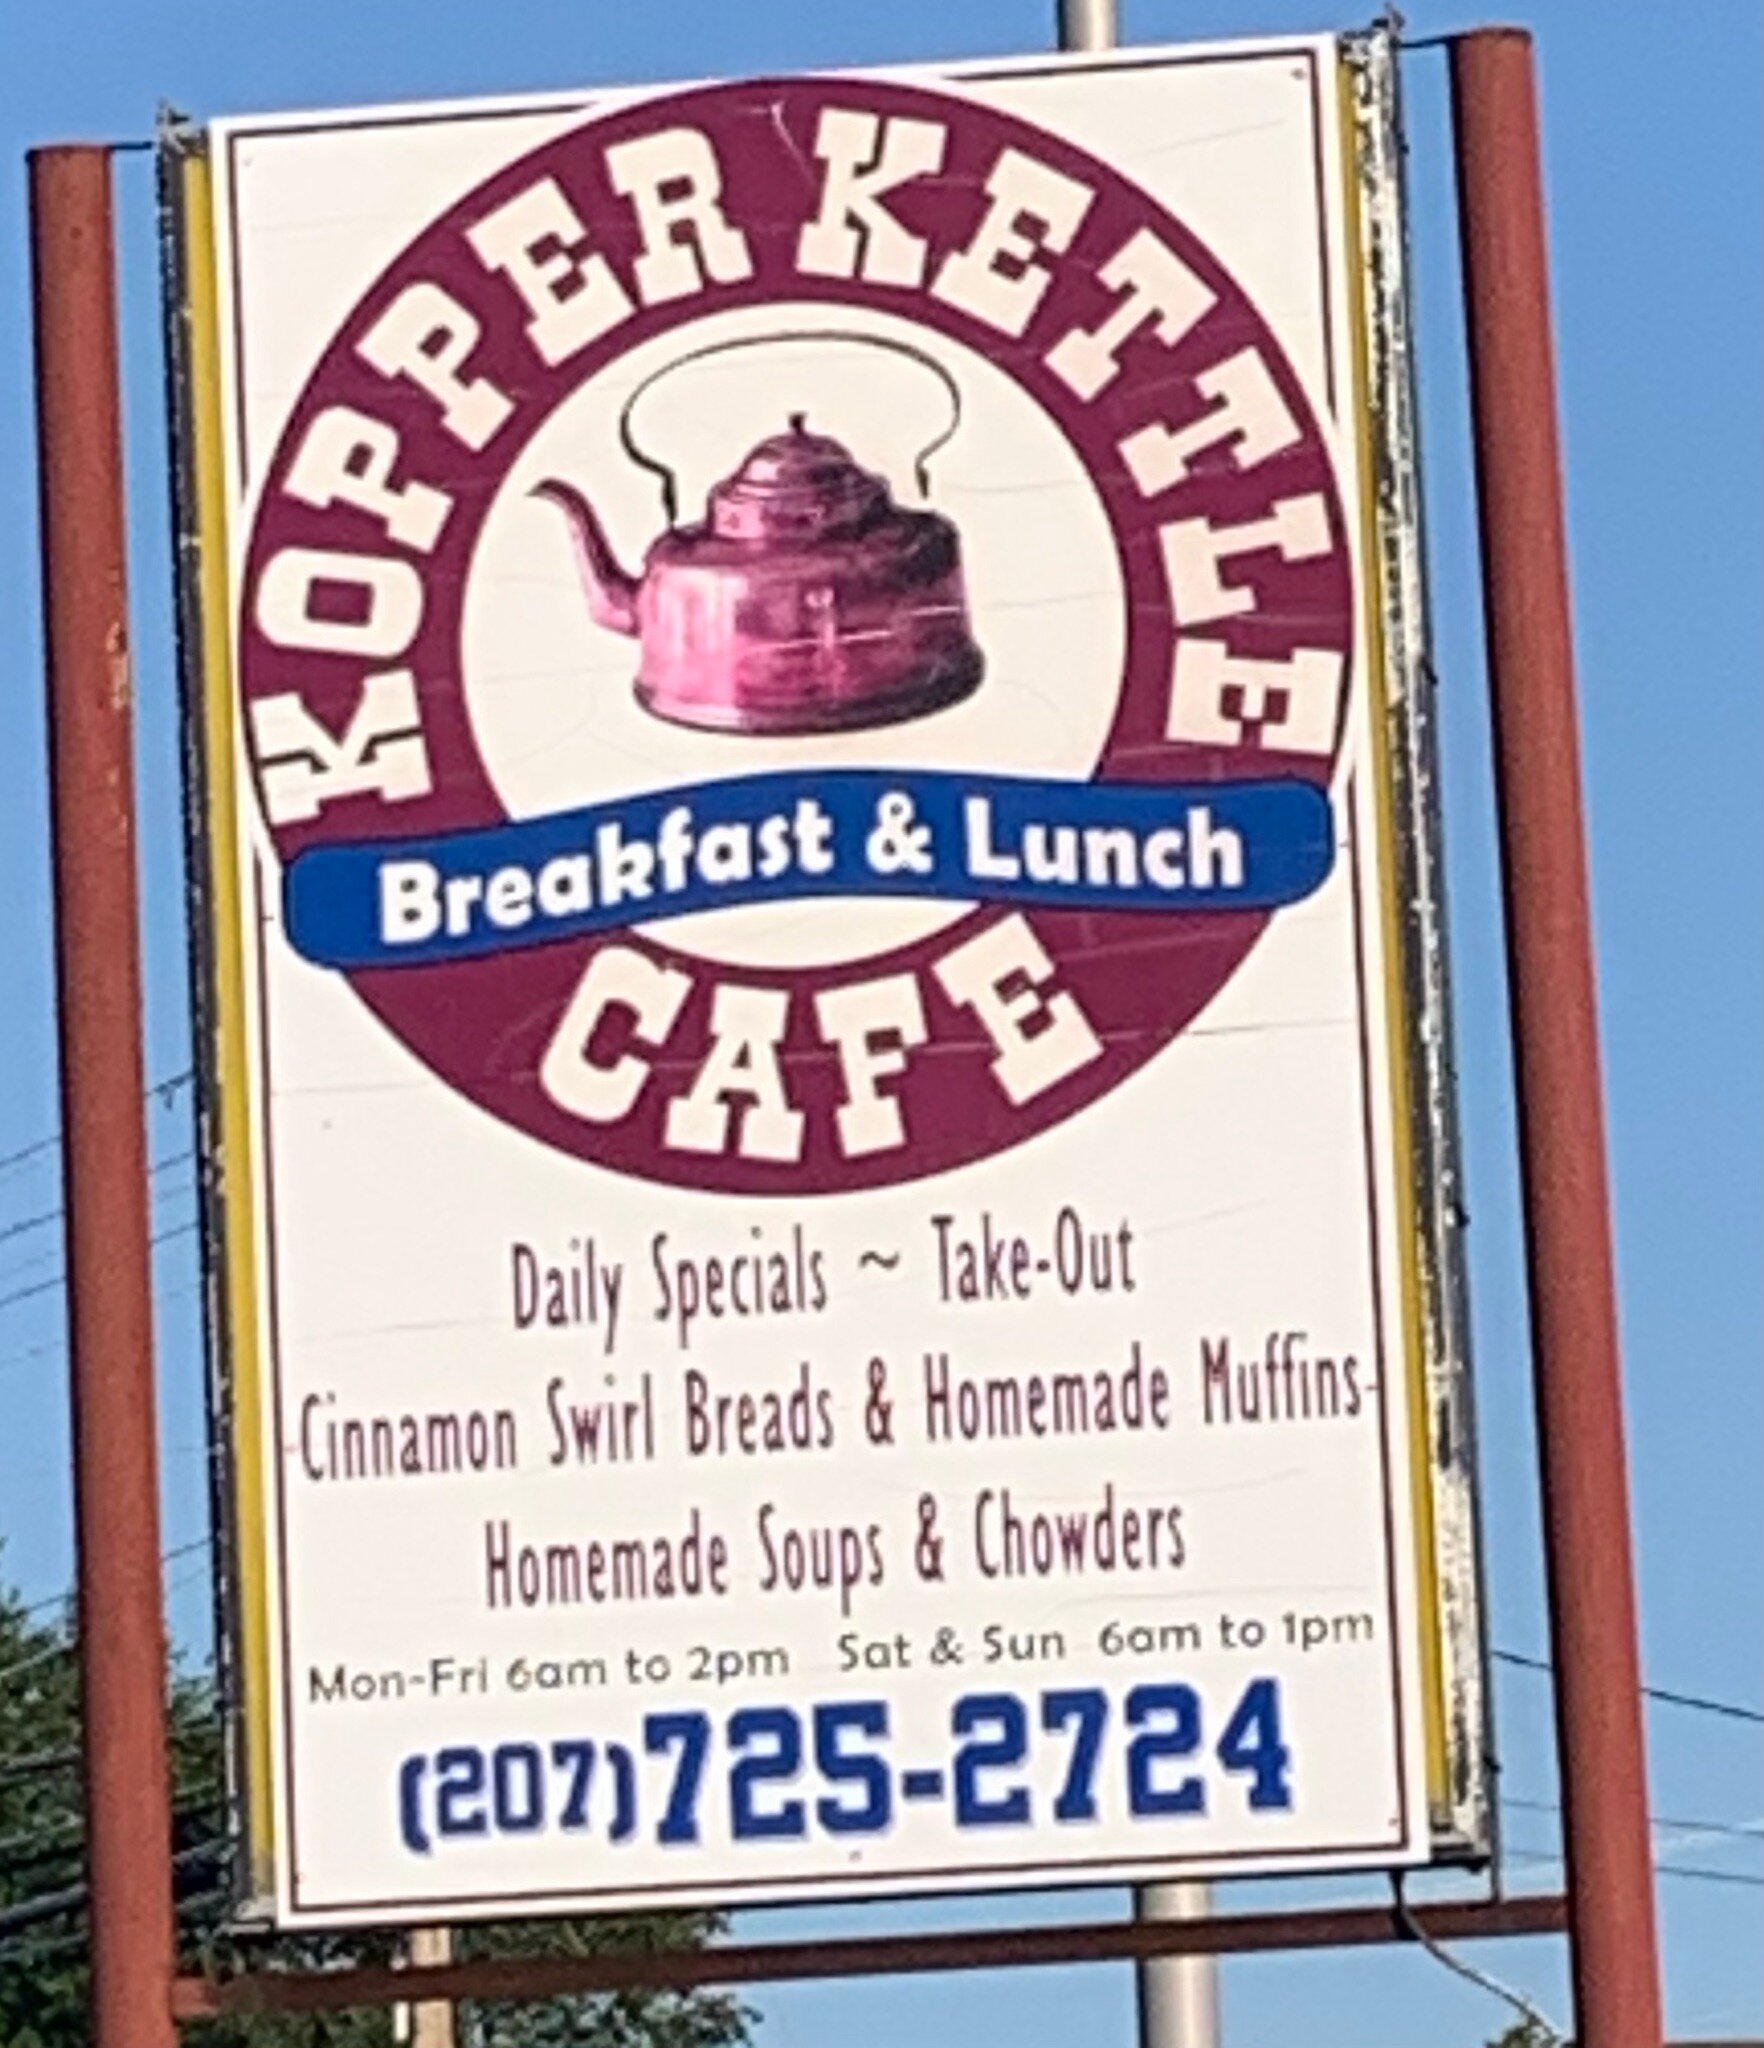 KOPPER KETTLE
Breakfast & Lunch
CAFE
Daily Specials ~ Take-Out
-Cinnamon Swirl Breads & Homemade Muffins-
Homemade Soups & Chowders
Mon-Fri 6am to 2pm Sat & Sun 6am to 1pm
(207)725-2724